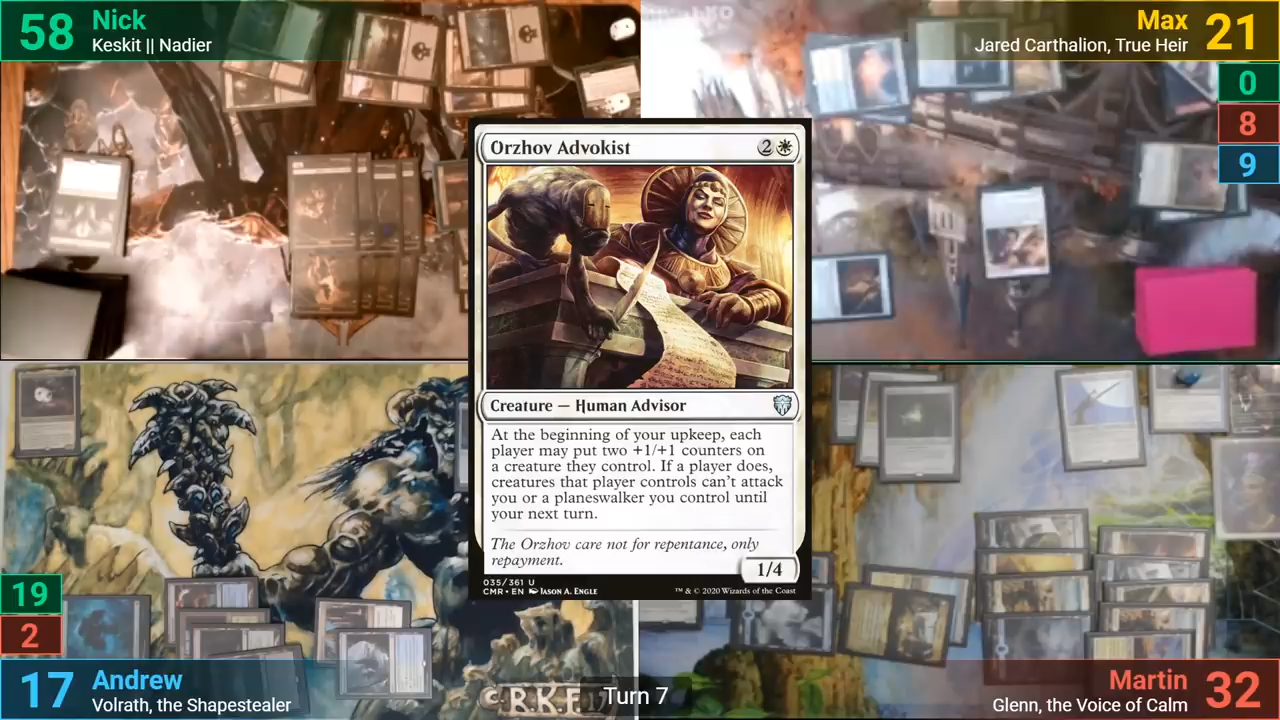 58
Nick
Keskit || Nadier
Max
21
Jared Carthalion, True Heir
0
8
9
Orzhov Advokist
2
Creature — Human Advisor
At the beginning of your upkeep, each
player may put two +1/+1 counters on
a creature they control. If a player does,
creatures that player controls can't attack
you or a planeswalker you control until
your next turn.
The Orzhov care not for repentance, only
repayment.
1/4
035/361 U
CMR • EN Jason A. Engle
™ & © 2020 Wizards of the Coast
19
2
17
Andrew
Volrath, the Shapestealer
Turn 7
Martin
32
Glenn, the Voice of Calm